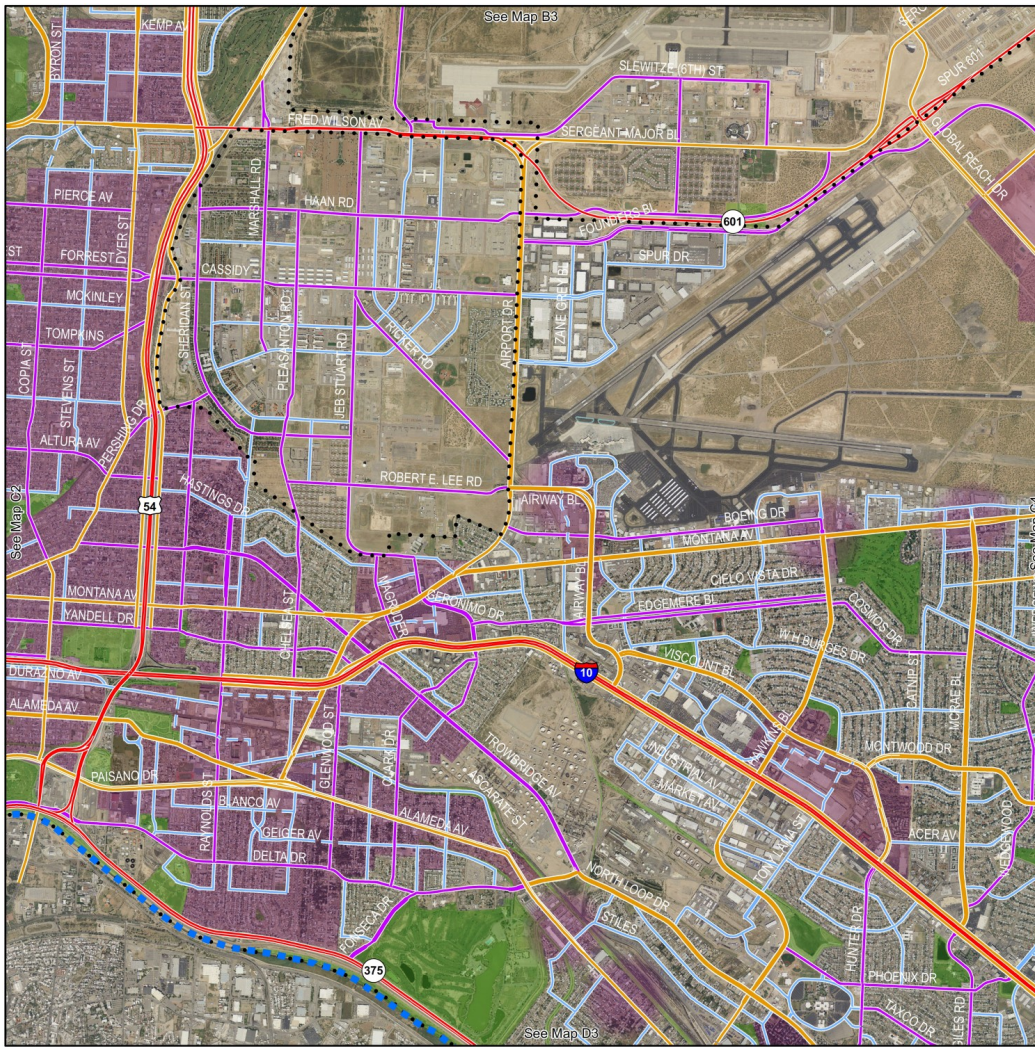 See Map B3
KEMP AV
BYRON ST
SLEWITZE (6TH) ST
SPUR 601
FRED WILSON AV
SERGEANT MAJOR BL
GLOBAL REACH DR
MARSHALL RD
DYER ST
PIERCE AV
HAAN RD
FOUNDERS BL
601
FORREST
CASSIDY
SPUR DR
MCKINLEY
SHERIDAN ST
PLEASANTON RD
RICKER RD
AIRPORT DR
TOMPKINS
COPIA ST
STEVENS ST
JEB STUART RD
PERSHING DR
ALTURA AV
HASTINGS DR
ROBERT E. LEE RD
AIRWAY BL
54
See Map C2
BOEING DR
MONTANA AV
MONTANA AV
CHELSEA ST
MAGRUDER
GERONIMO DR
AIRWAY BL
CIELO VISTA DR
EDGEMERE BL
COSMOS DR
YANDELL DR
W H BURGES DR
VISCOUNT BL
CATNIP ST
MCRAE BL
10
DURAZNO AV
ALAMEDA AV
GLENWOOD ST
CLARK DR
TROWBRIDGE AV
HAWKINS BL
MONTWOOD DR
INDUSTRIAL AV
MARKET AV
PAISANO DR
RAYNOLDS ST
BLANCO AV
ASCARATE ST
ALAMEDA AV
TONY LAMA ST
WEDGEWOOD
GEIGER AV
ACER AV
DELTA DR
NORTH LOOP DR
STILES
FONSECA DR
HUNTER DR
375
PHOENIX DR
TAXCO DR
GILES RD
See Map D3